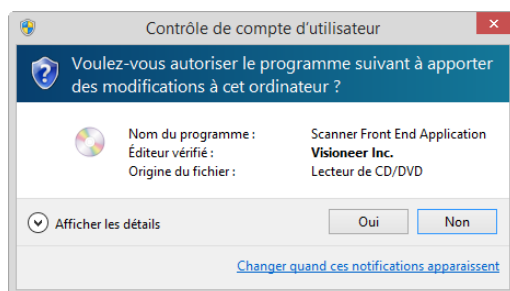 Contrôle de compte d'utilisateur
Voulez-vous autoriser le programme suivant à apporter
des modifications à cet ordinateur ?
Nom du programme : Scanner Front End Application
Éditeur vérifié : Visioneer Inc.
Origine du fichier : Lecteur de CD/DVD
Afficher les détails Oui Non
Changer quand ces notifications apparaissent